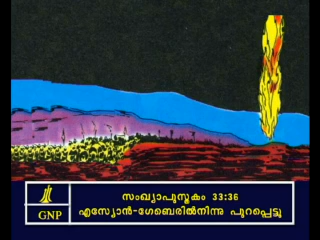 സംഖ്യാപുസ്തകം 33:36
എസ്യോൻ-ഗേബെരിൽനിന്നു പുറപ്പെട്ടു
GNP